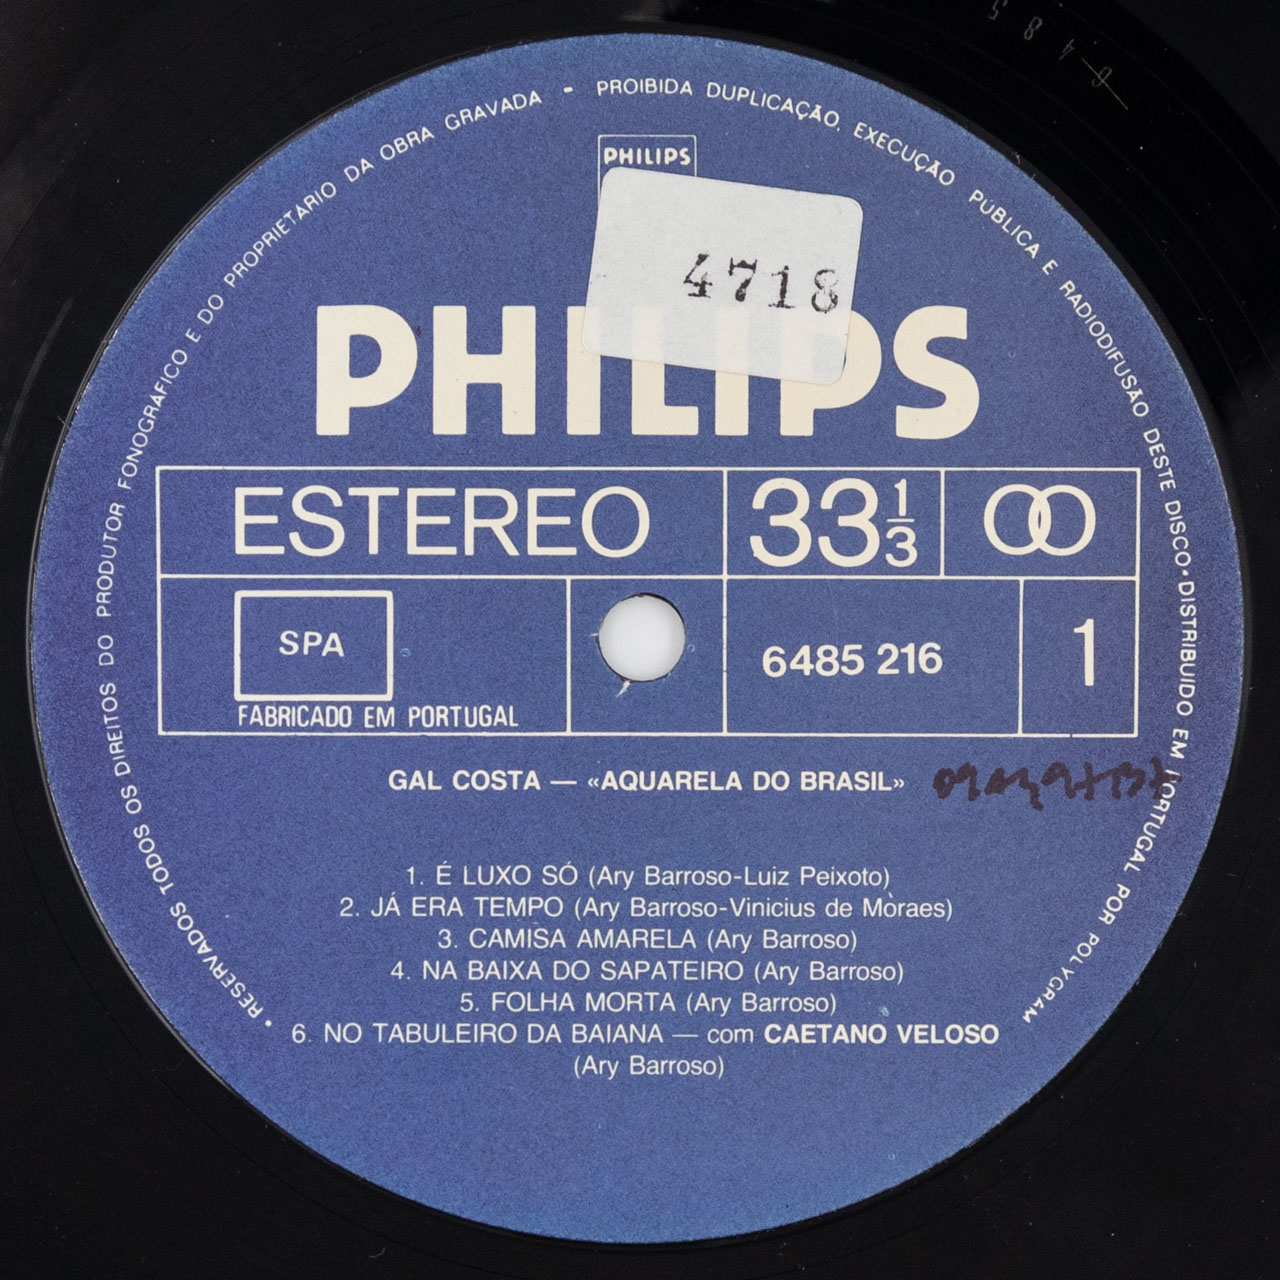 • RESERVADOS TODOS OS DIREITOS DO PRODUTOR FONOGRÁFICO E DO PROPRIETÁRIO DA OBRA GRAVADA - PROIBIDA DUPLICAÇÃO, EXECUÇÃO PÚBLICA E RADIODIFUSÃO DESTE DISCO • DISTRIBUIDO EM PORTUGAL POR POLYGRAM
PHILIPS
4718
PHILIPS
ESTEREO 33 1/3
SPA
6485 216 1
FABRICADO EM PORTUGAL
GAL COSTA — «AQUARELA DO BRASIL»
1. É LUXO SÓ (Ary Barroso-Luiz Peixoto)
2. JÁ ERA TEMPO (Ary Barroso-Vinicius de Moraes)
3. CAMISA AMARELA (Ary Barroso)
4. NA BAIXA DO SAPATEIRO (Ary Barroso)
5. FOLHA MORTA (Ary Barroso)
6. NO TABULEIRO DA BAIANA — com CAETANO VELOSO
(Ary Barroso)